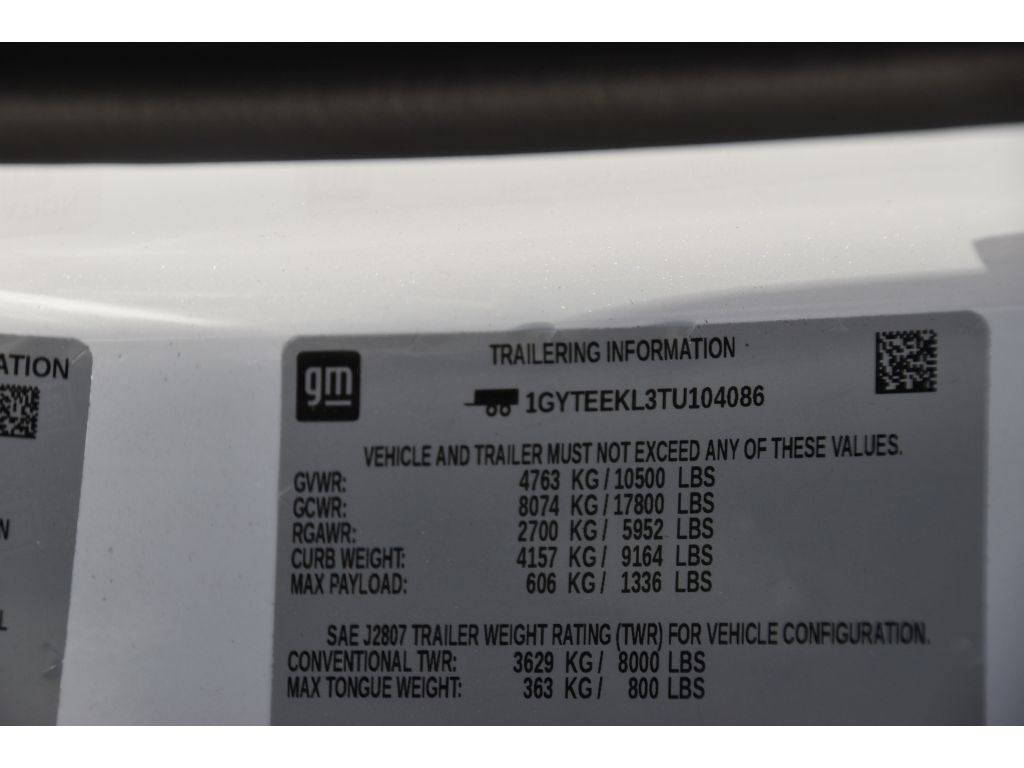 ATION
gm
TRAILERING INFORMATION
1GYTEEKL3TU104086
VEHICLE AND TRAILER MUST NOT EXCEED ANY OF THESE VALUES.
GVWR: 4763 KG / 10500 LBS
GCWR: 8074 KG / 17800 LBS
RGAWR: 2700 KG / 5952 LBS
CURB WEIGHT: 4157 KG / 9164 LBS
MAX PAYLOAD: 606 KG / 1336 LBS
SAE J2807 TRAILER WEIGHT RATING (TWR) FOR VEHICLE CONFIGURATION.
CONVENTIONAL TWR: 3629 KG / 8000 LBS
MAX TONGUE WEIGHT: 363 KG / 800 LBS